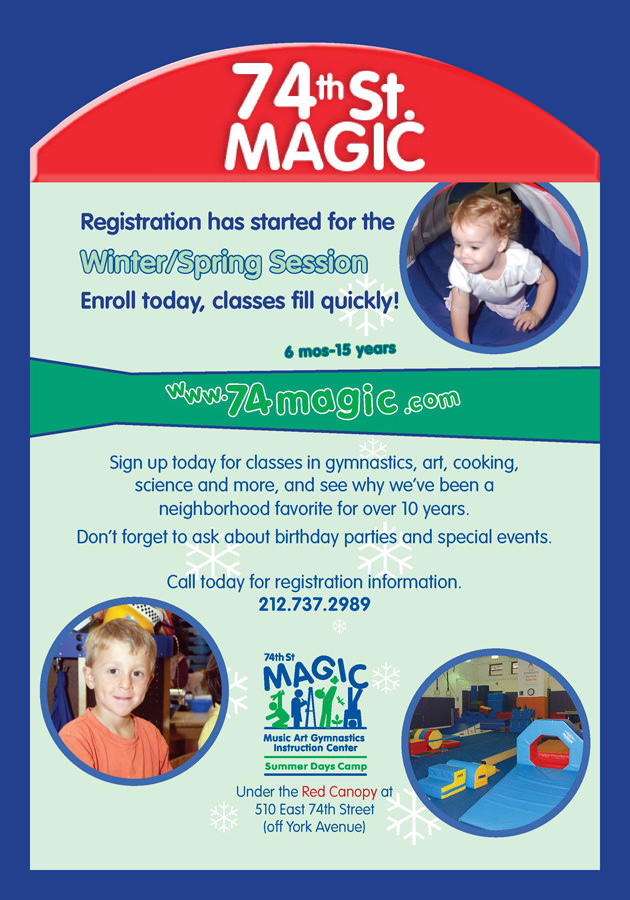 74th St.
MAGIC
Registration has started for the
Winter/Spring Session
Enroll today, classes fill quickly!
6 mos-15 years
www.74magic.com
Sign up today for classes in gymnastics, art, cooking,
science and more, and see why we've been a
neighborhood favorite for over 10 years.
Don't forget to ask about birthday parties and special events.
Call today for registration information.
212.737.2989
74th St
MAGIC
Music Art Gymnastics
Instruction Center
Summer Days Camp
Under the Red Canopy at
510 East 74th Street
(off York Avenue)